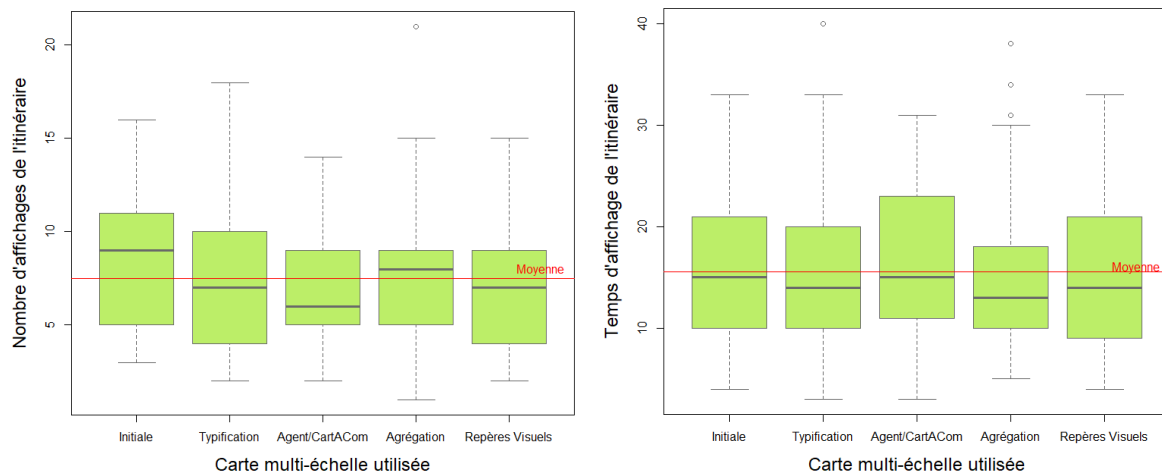 Nombre d'affichages de l'itinéraire
20
15
10
5
Moyenne
Initiale Typification Agent/CartACom Agrégation Repères Visuels
Carte multi-échelle utilisée
Temps d'affichage de l'itinéraire
40
30
20
10
Moyenne
Initiale Typification Agent/CartACom Agrégation Repères Visuels
Carte multi-échelle utilisée